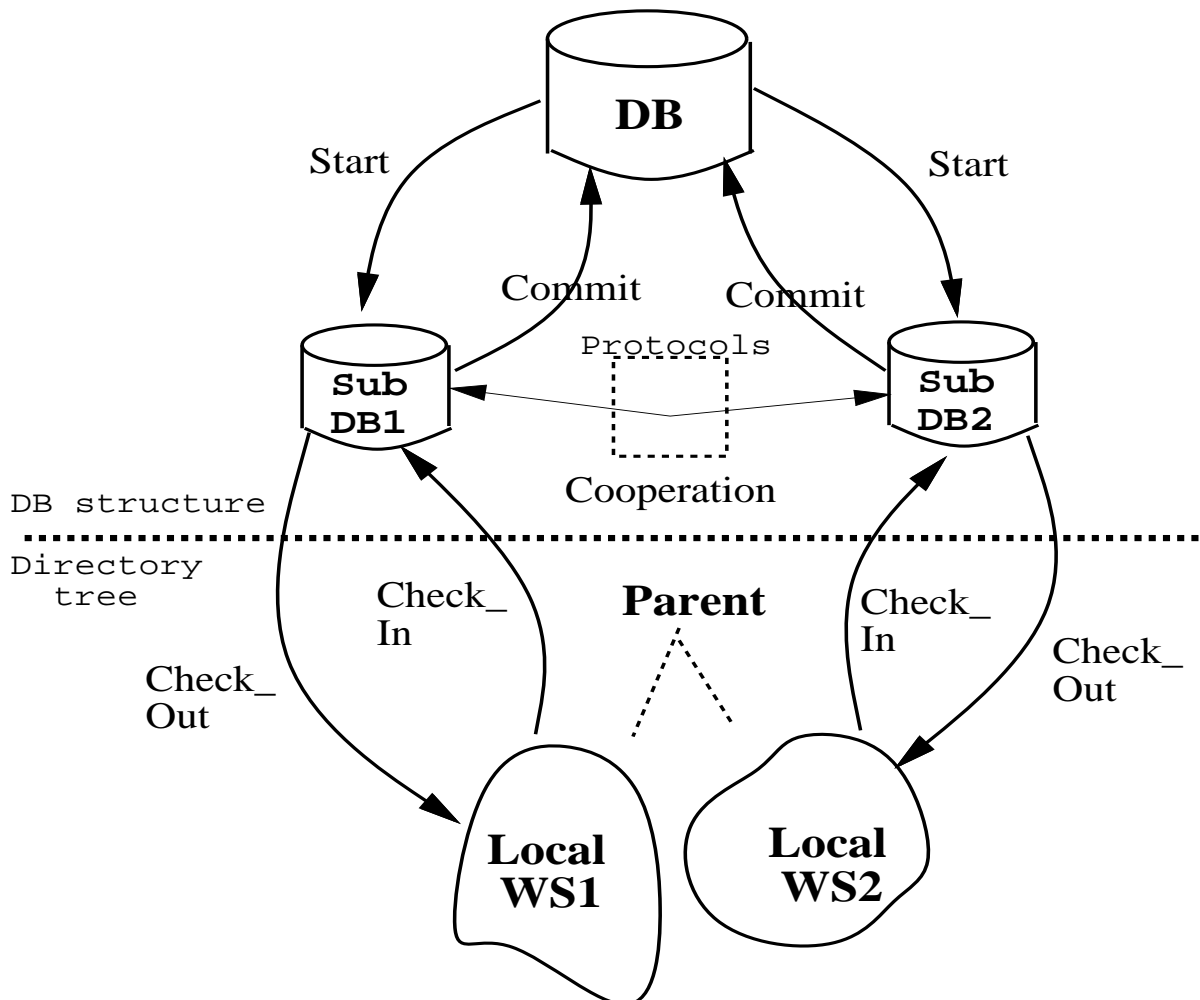 DB
Start
Start
Commit
Commit
Protocols
Sub
DB1
Sub
DB2
Cooperation
DB structure
Directory
tree
Check_
In
Parent
Check_
In
Check_
Out
Check_
Out
Local
WS1
Local
WS2